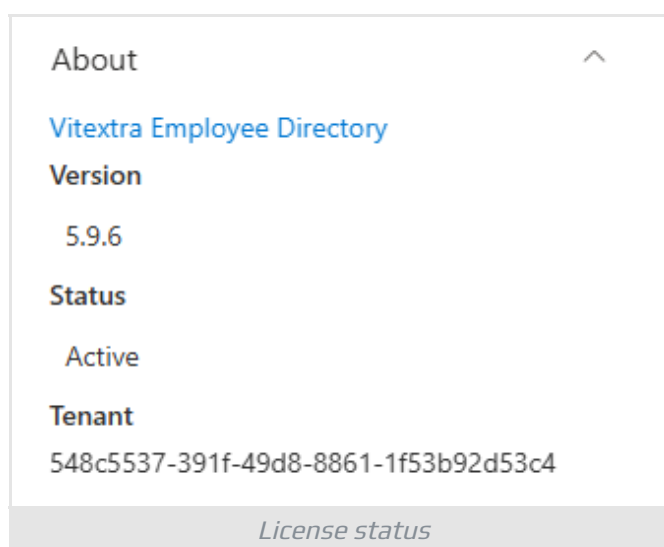 About
Vitextra Employee Directory
Version
5.9.6
Status
Active
Tenant
548c5537-391f-49d8-8861-1f53b92d53c4
License status